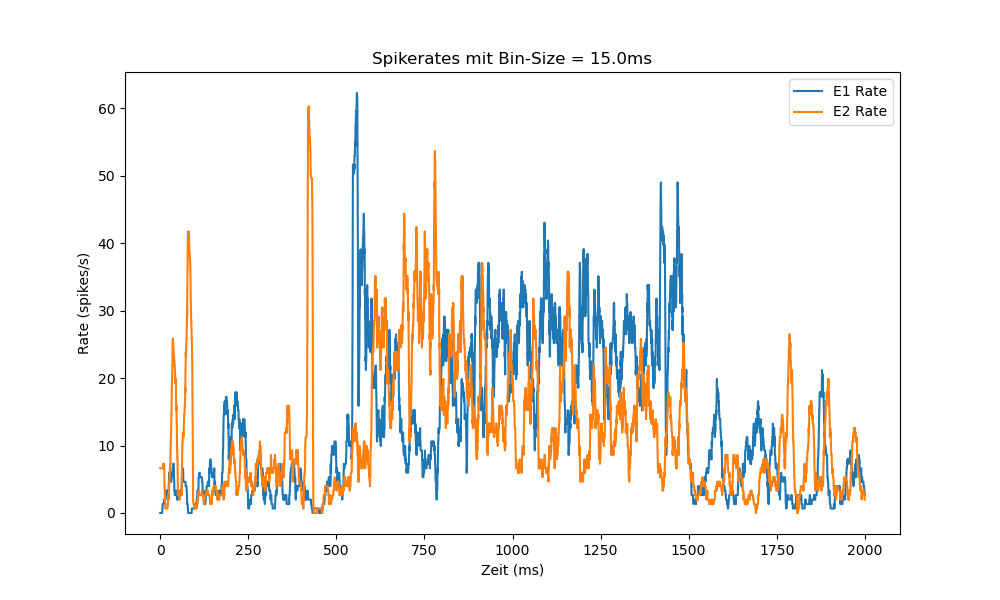 Spikerates mit Bin-Size = 15.0ms
E1 Rate
E2 Rate
60
50
40
30
20
10
0
Rate (spikes/s)
0 250 500 750 1000 1250 1500 1750 2000
Zeit (ms)